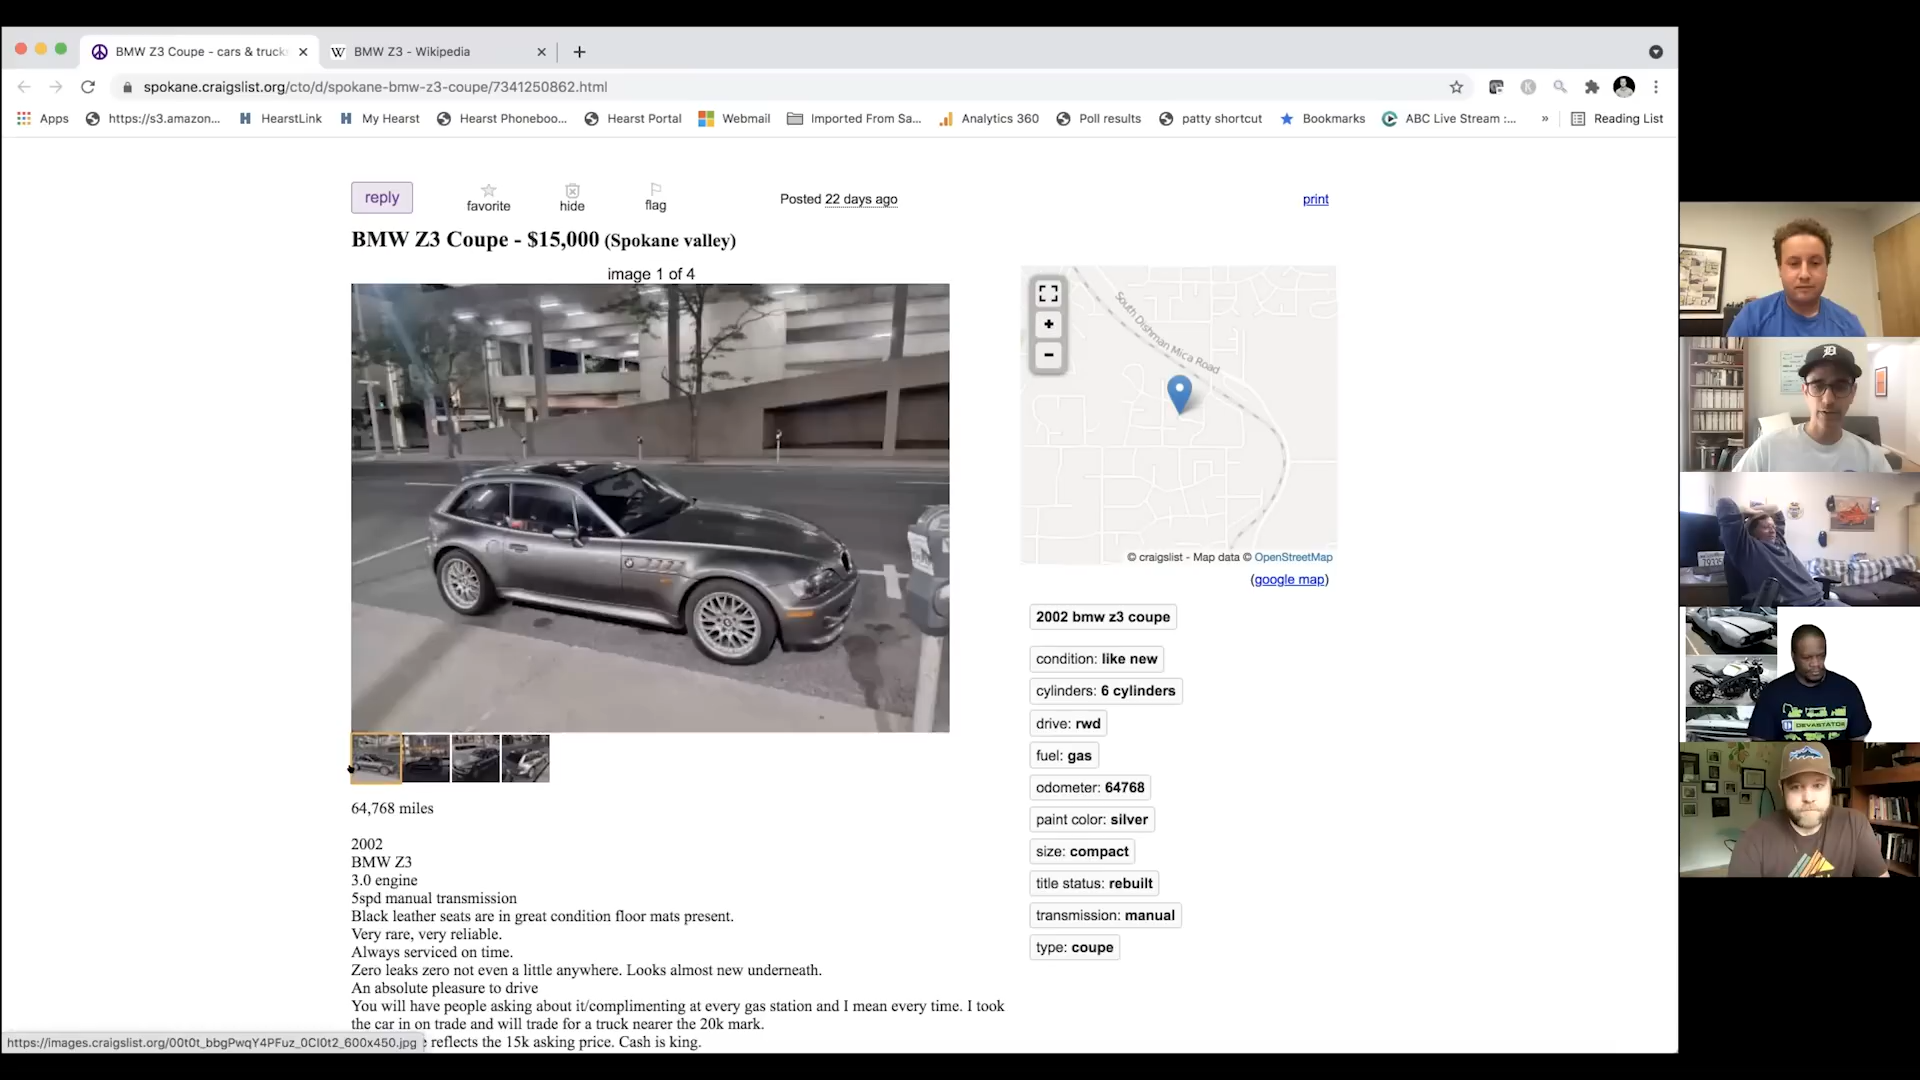 BMW Z3 Coupe - cars & truck
BMW Z3 - Wikipedia
spokane.craigslist.org/cto/d/spokane-bmw-z3-coupe/7341250862.html
Apps
https://s3.amazon...
HearstLink
My Hearst
Hearst Phoneboo...
Hearst Portal
Webmail
Imported From Sa...
Analytics 360
Poll results
patty shortcut
Bookmarks
ABC Live Stream :...
»
Reading List
reply
favorite
hide
flag
Posted 22 days ago
print
BMW Z3 Coupe - $15,000 (Spokane valley)
image 1 of 4
South Dishman Mica Road
© craigslist - Map data © OpenStreetMap
(google map)
2002 bmw z3 coupe
condition: like new
cylinders: 6 cylinders
drive: rwd
fuel: gas
odometer: 64768
paint color: silver
size: compact
title status: rebuilt
transmission: manual
type: coupe
64,768 miles
2002
BMW Z3
3.0 engine
5spd manual transmission
Black leather seats are in great condition floor mats present.
Very rare, very reliable.
Always serviced on time.
Zero leaks zero not even a little anywhere. Looks almost new underneath.
An absolute pleasure to drive
You will have people asking about it/complimenting at every gas station and I mean every time. I took
the car in on trade and will trade for a truck nearer the 20k mark.
reflects the 15k asking price. Cash is king.
https://images.craigslist.org/00t0t_bbgPwqY4PFuz_0CI0t2_600x450.jpg
DEVASTATOR